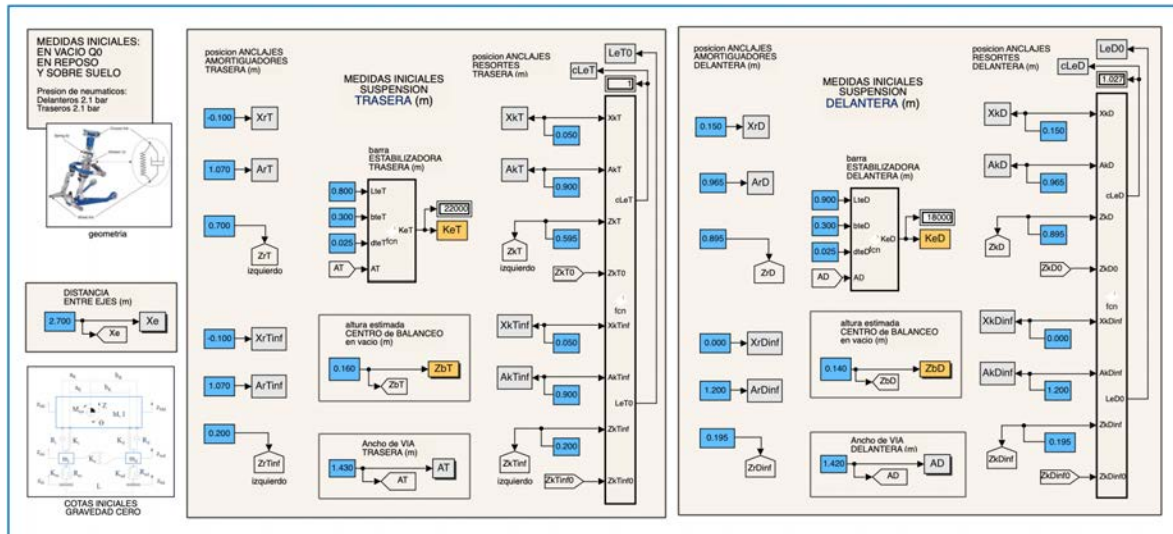 MEDIDAS INICIALES:
EN VACIO Q0
EN REPOSO
Y SOBRE SUELO
Presion de neumaticos:
Delanteros 2.1 bar
Traseros 2.1 bar
geometria
DISTANCIA
ENTRE EJES (m)
2.700
Xe
Xe
COTAS INICIALES
GRAVEDAD CERO
posicion ANCLAJES
AMORTIGUADORES
TRASERA (m)
-0.100
XrT
1.070
ArT
0.700
ZrT
izquierdo
-0.100
XrTinf
1.070
ArTinf
0.200
ZrTinf
izquierdo
MEDIDAS INICIALES
SUSPENSION
TRASERA (m)
barra
ESTABILIZADORA
TRASERA (m)
0.800
LteT
0.300
bteT
0.025
dteT
AT
AT
KeT
fcn
22000
KeT
altura estimada
CENTRO de BALANCEO
en vacio (m)
0.160
ZbT
ZbT
Ancho de VIA
TRASERA (m)
1.430
AT
AT
posicion ANCLAJES
RESORTES
TRASERA (m)
LeT0
cLeT
1
XkT
0.050
XkT
AkT
0.900
AkT
cLeT
ZkT
izquierdo
0.595
ZkT
ZkT0
ZkT0
fcn
XkTinf
0.050
XkTinf
AkTinf
0.900
AkTinf
LeT0
ZkTinf
izquierdo
0.200
ZkTinf
ZkTinf0
ZkTinf0
posicion ANCLAJES
AMORTIGUADORES
DELANTERA (m)
0.150
XrD
0.965
ArD
0.895
ZrD
0.000
XrDinf
1.200
ArDinf
0.195
ZrDinf
MEDIDAS INICIALES
SUSPENSION
DELANTERA (m)
barra
ESTABILIZADORA
DELANTERA (m)
0.900
LteD
0.300
bteD
0.025
dteD
AD
AD
KeD
fcn
18000
KeD
altura estimada
CENTRO de BALANCEO
en vacio (m)
0.140
ZbD
ZbD
Ancho de VIA
DELANTERA (m)
1.420
AD
AD
posicion ANCLAJES
RESORTES
DELANTERA (m)
LeD0
cLeD
1.027
XkD
0.150
XkD
AkD
0.965
AkD
cLeD
ZkD
0.895
ZkD
ZkD0
ZkD0
fcn
XkDinf
0.000
XkDinf
AkDinf
1.200
AkDinf
LeD0
ZkDinf
0.195
ZkDinf
ZkDinf0
ZkDinf0